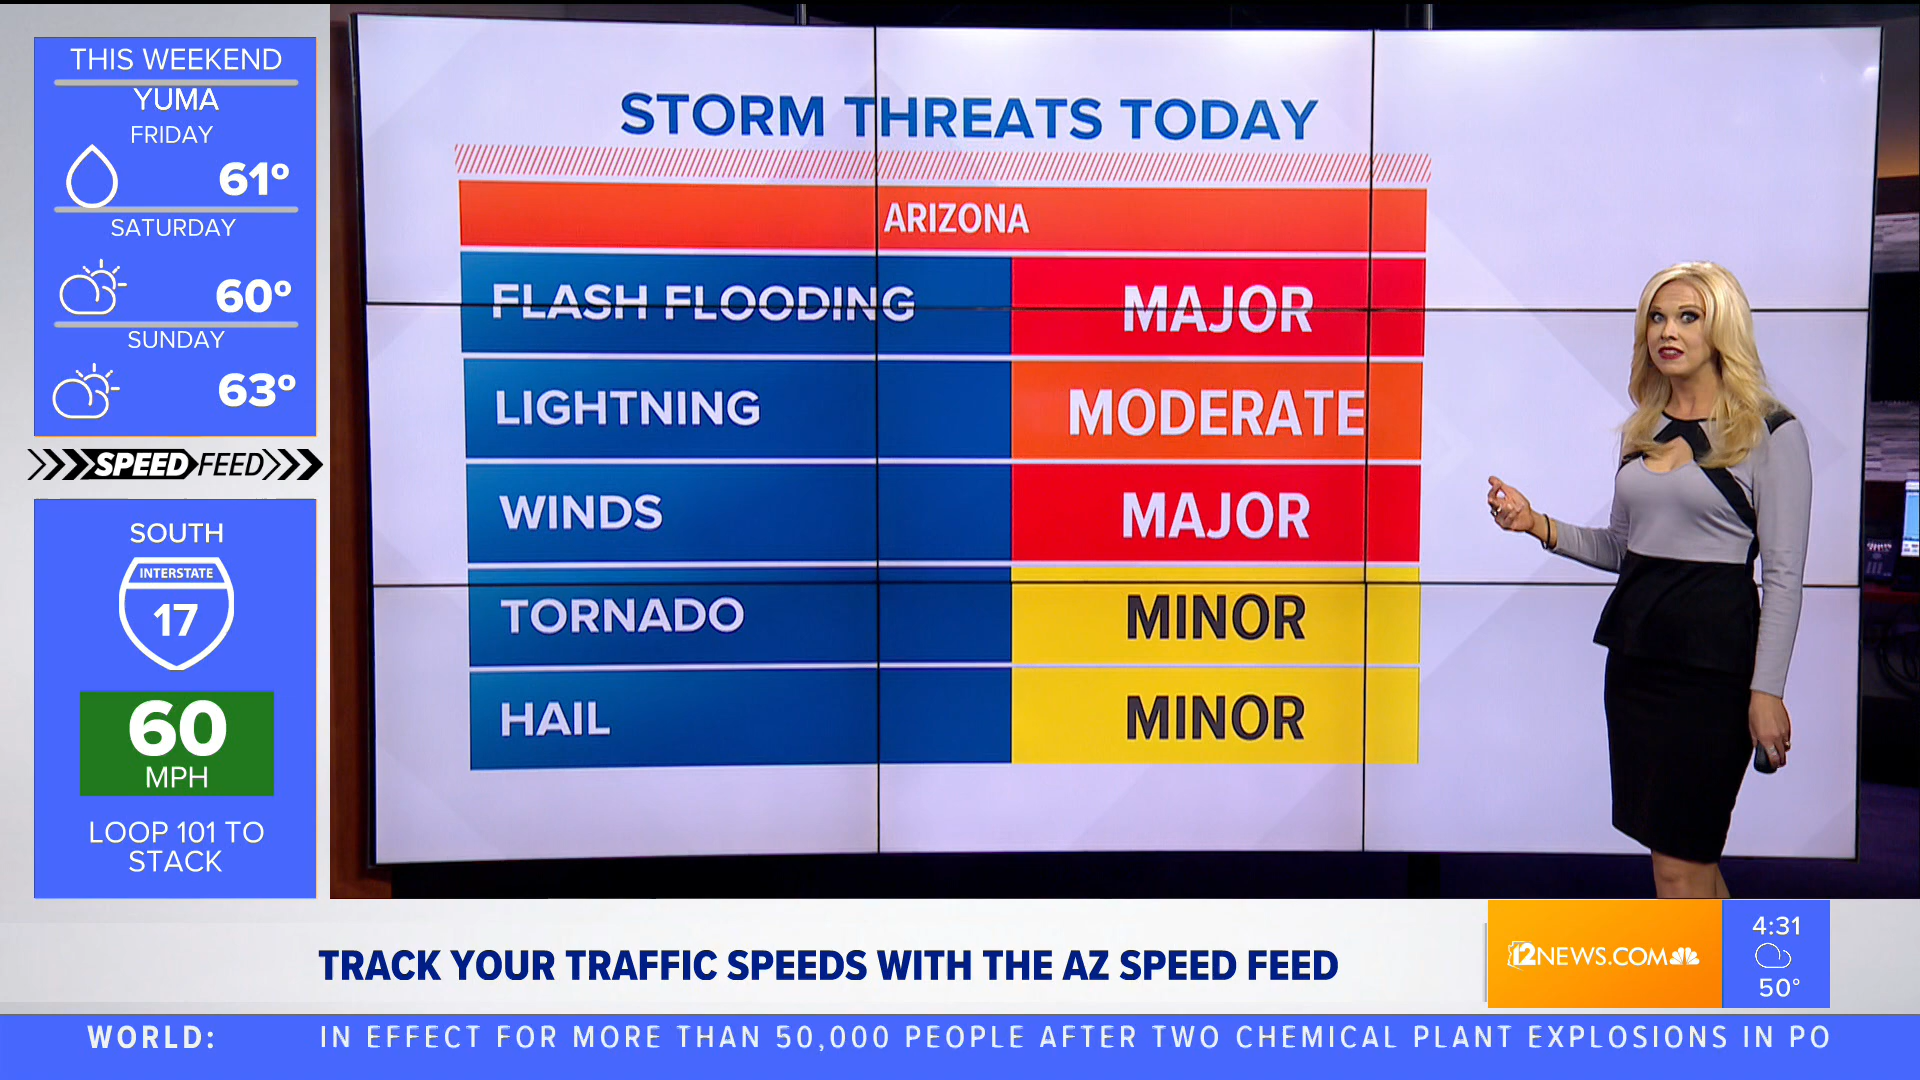 THIS WEEKEND
YUMA
FRIDAY
61°
SATURDAY
60°
SUNDAY
63°
SPEED FEED
SOUTH
INTERSTATE
17
60
MPH
LOOP 101 TO
STACK
STORM THREATS TODAY
ARIZONA
FLASH FLOODING MAJOR
LIGHTNING MODERATE
WINDS MAJOR
TORNADO MINOR
HAIL MINOR
TRACK YOUR TRAFFIC SPEEDS WITH THE AZ SPEED FEED
12NEWS.COM
4:31
50°
WORLD: IN EFFECT FOR MORE THAN 50,000 PEOPLE AFTER TWO CHEMICAL PLANT EXPLOSIONS IN PO